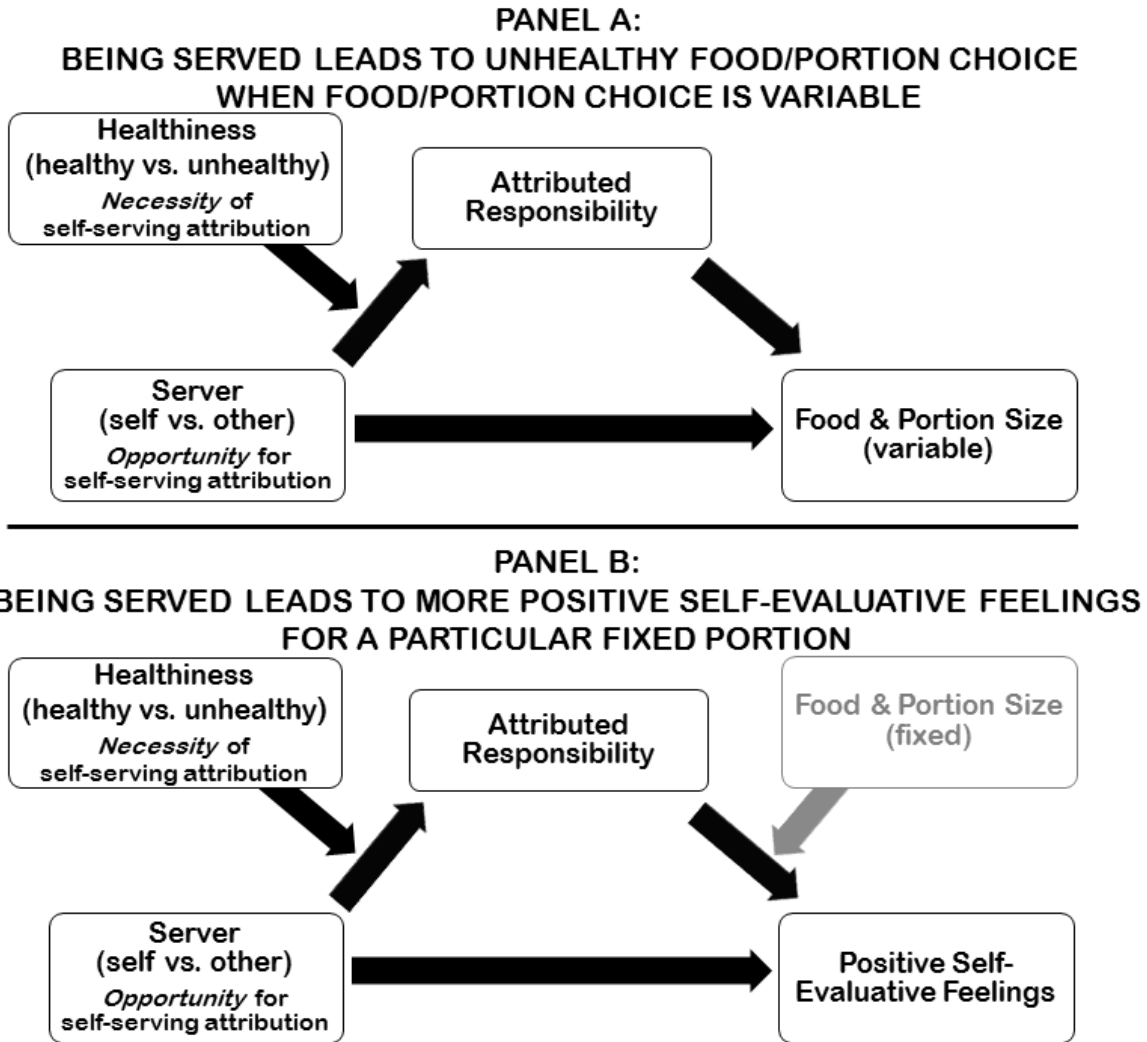 PANEL A:
BEING SERVED LEADS TO UNHEALTHY FOOD/PORTION CHOICE
WHEN FOOD/PORTION CHOICE IS VARIABLE
Healthiness
(healthy vs. unhealthy)
Necessity of
self-serving attribution
Attributed
Responsibility
Server
(self vs. other)
Opportunity for
self-serving attribution
Food & Portion Size
(variable)
PANEL B:
BEING SERVED LEADS TO MORE POSITIVE SELF-EVALUATIVE FEELINGS
FOR A PARTICULAR FIXED PORTION
Healthiness
(healthy vs. unhealthy)
Necessity of
self-serving attribution
Attributed
Responsibility
Food & Portion Size
(fixed)
Server
(self vs. other)
Opportunity for
self-serving attribution
Positive Self-
Evaluative Feelings